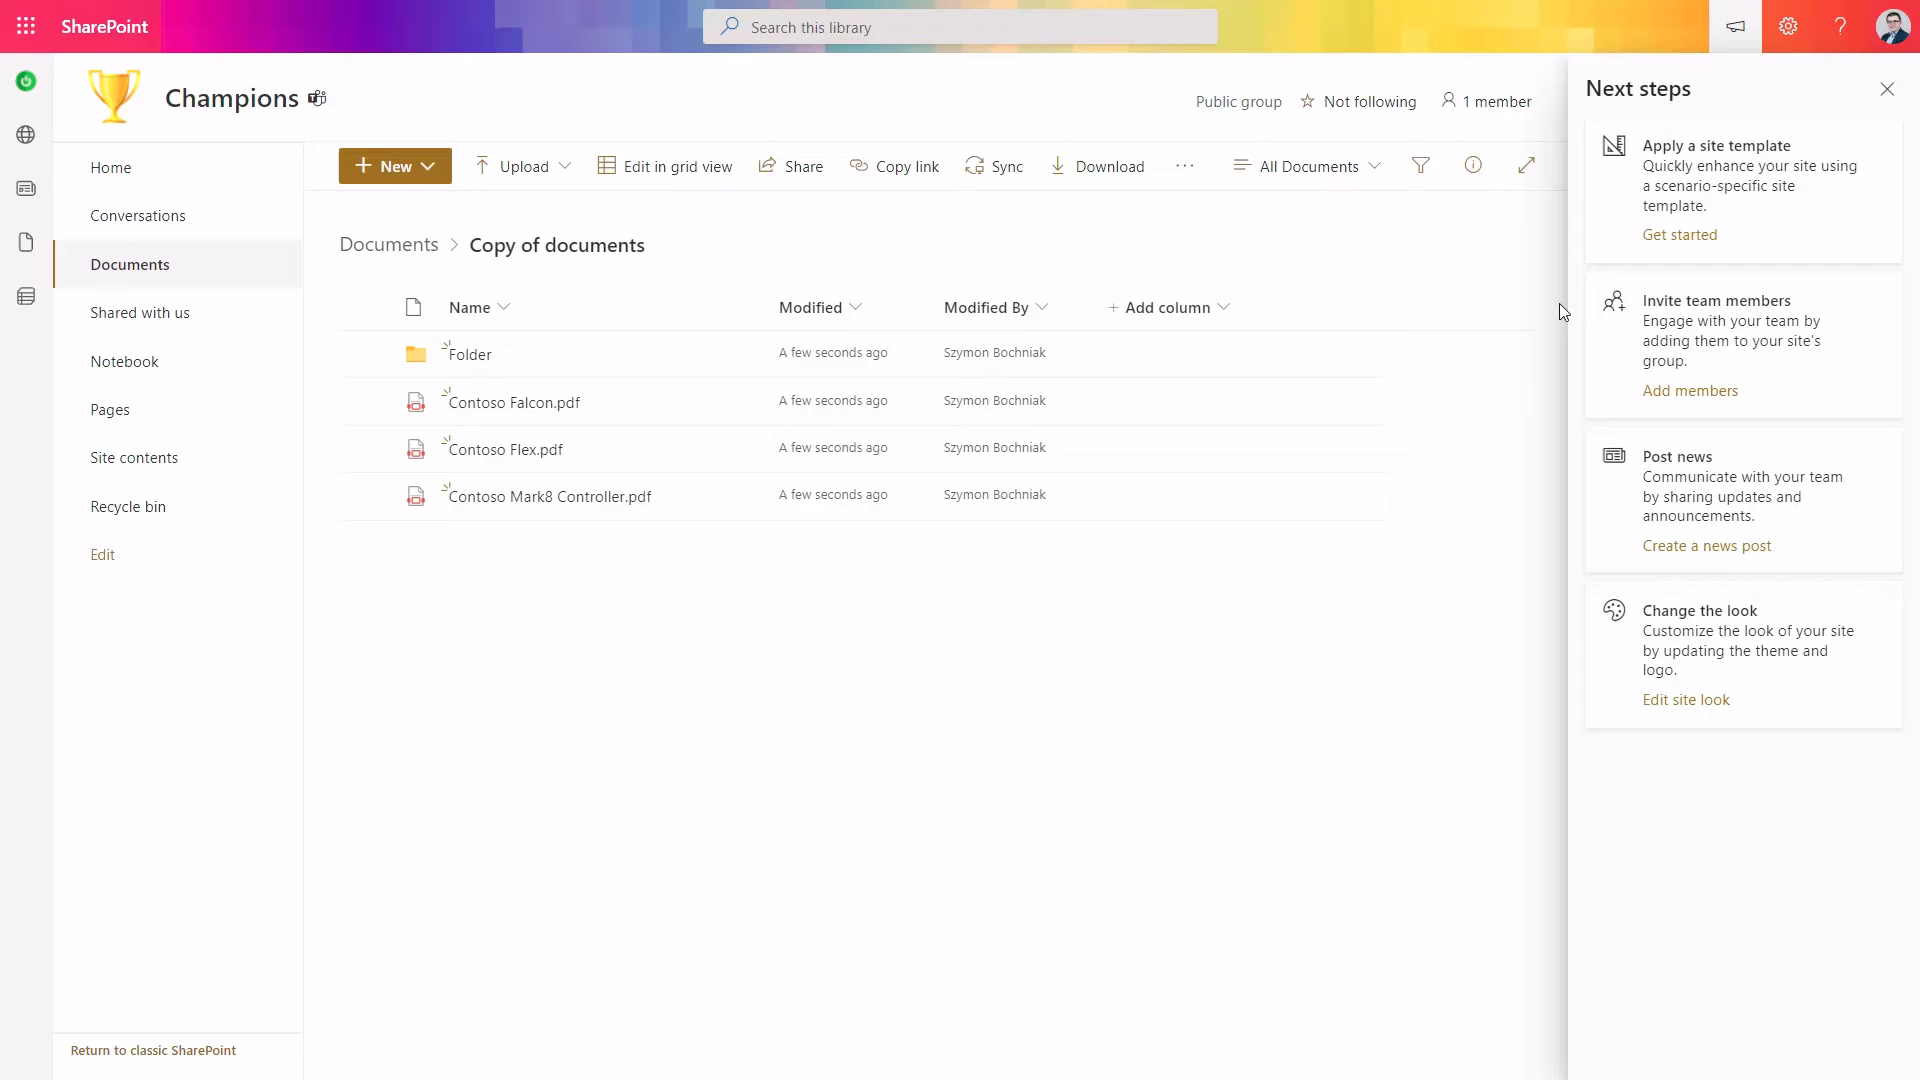 SharePoint
Search this library
?
Champions
Public group
Not following
1 member
Home
Conversations
Documents
Shared with us
Notebook
Pages
Site contents
Recycle bin
Edit
Return to classic SharePoint
+ New
Upload
Edit in grid view
Share
Copy link
Sync
Download
...
All Documents
Documents > Copy of documents
Name
Modified
Modified By
+ Add column
Folder
A few seconds ago
Szymon Bochniak
Contoso Falcon.pdf
A few seconds ago
Szymon Bochniak
Contoso Flex.pdf
A few seconds ago
Szymon Bochniak
Contoso Mark8 Controller.pdf
A few seconds ago
Szymon Bochniak
Next steps
Apply a site template
Quickly enhance your site using
a scenario-specific site
template.
Get started
Invite team members
Engage with your team by
adding them to your site's
group.
Add members
Post news
Communicate with your team
by sharing updates and
announcements.
Create a news post
Change the look
Customize the look of your site
by updating the theme and
logo.
Edit site look